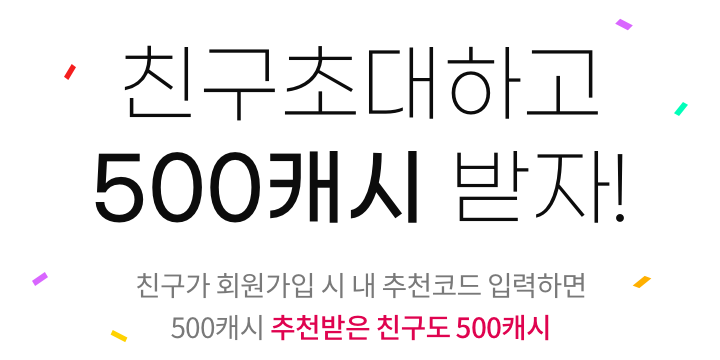 친구초대하고
500캐시 받자!
친구가 회원가입 시 내 추천코드 입력하면
500캐시 추천받은 친구도 500캐시